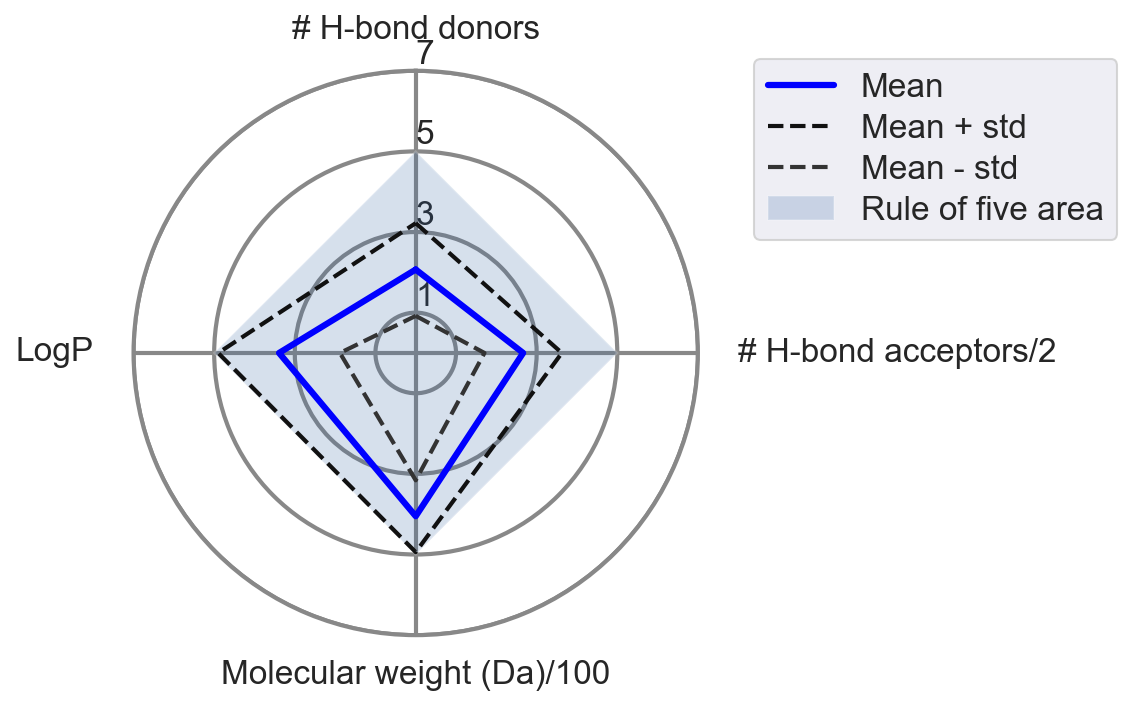 # H-bond donors
7
5
3
1
LogP
# H-bond acceptors/2
Molecular weight (Da)/100
Mean
Mean + std
Mean - std
Rule of five area